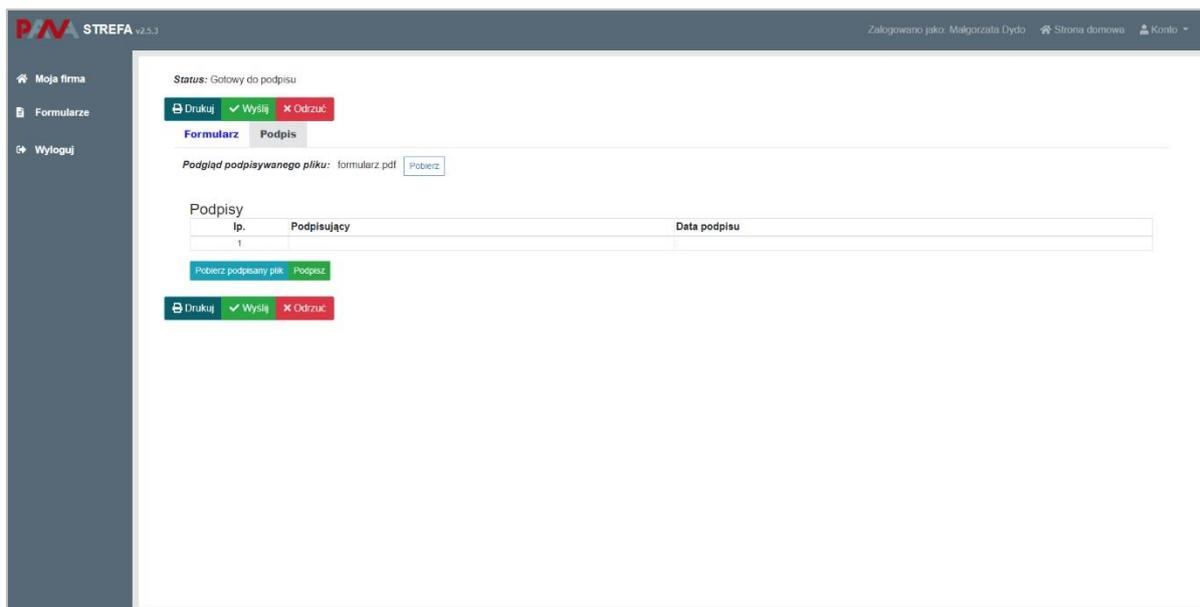 PANA STREFA v2.5.3
Zalogowano jako: Małgorzata Dydo Strona domowa Konto
Moja firma
Formularze
Wyloguj
Status: Gotowy do podpisu
Drukuj Wyślij Odrzuć
Formularz Podpis
Podgląd podpisywanego pliku: formularz.pdf Pobierz
Podpisy
lp. Podpisujący Data podpisu
1
Pobierz podpisany plik Podpisz
Drukuj Wyślij Odrzuć